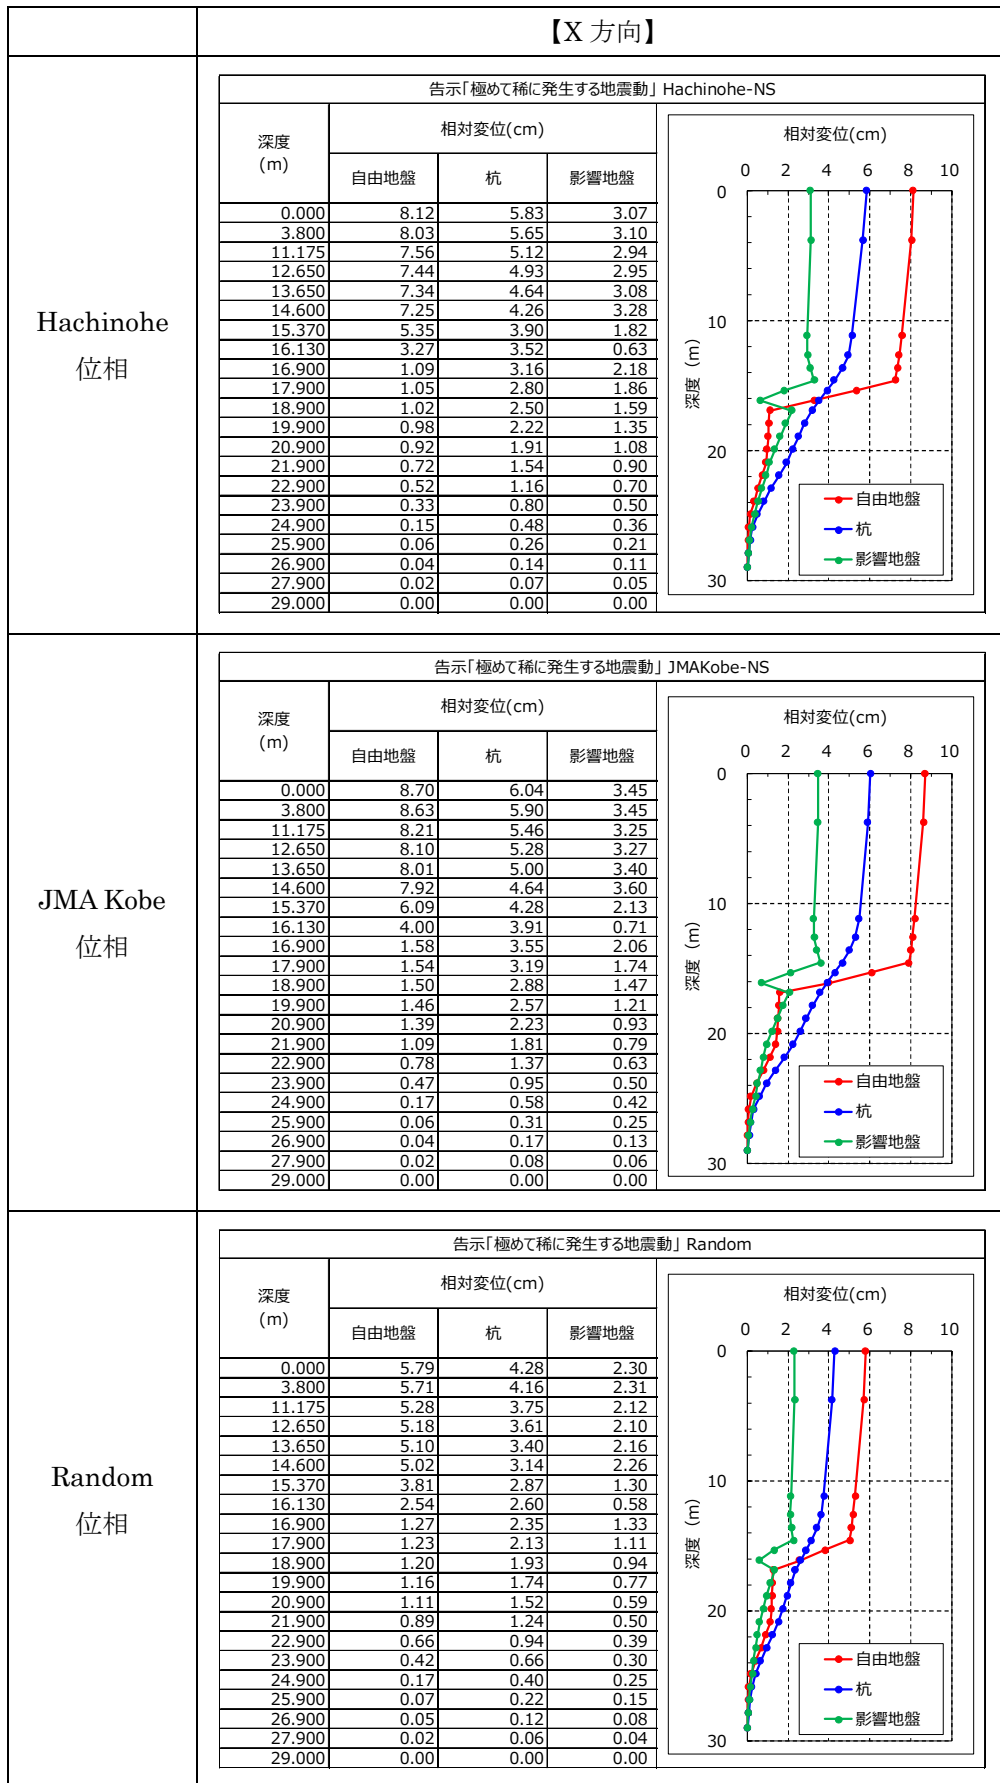 【X 方向】
Hachinohe
位相
告示「極めて稀に発生する地震動」 Hachinohe-NS
深度
(m)
相対変位(cm)
自由地盤 杭 影響地盤
0.000 8.12 5.83 3.07
3.800 8.03 5.65 3.10
11.175 7.56 5.12 2.94
12.650 7.44 4.93 2.95
13.650 7.34 4.64 3.08
14.600 7.25 4.26 3.28
15.370 5.35 3.90 1.82
16.130 3.27 3.52 0.63
16.900 1.09 3.16 2.18
17.900 1.05 2.80 1.86
18.900 1.02 2.50 1.59
19.900 0.98 2.22 1.35
20.900 0.92 1.91 1.08
21.900 0.72 1.54 0.90
22.900 0.52 1.16 0.70
23.900 0.33 0.80 0.50
24.900 0.15 0.48 0.36
25.900 0.06 0.26 0.21
26.900 0.04 0.14 0.11
27.900 0.02 0.07 0.05
29.000 0.00 0.00 0.00
相対変位(cm)
0 2 4 6 8 10
0
10
20
30
深度 (m)
自由地盤
杭
影響地盤
JMA Kobe
位相
告示「極めて稀に発生する地震動」 JMAKobe-NS
深度
(m)
相対変位(cm)
自由地盤 杭 影響地盤
0.000 8.70 6.04 3.45
3.800 8.63 5.90 3.45
11.175 8.21 5.46 3.25
12.650 8.10 5.28 3.27
13.650 8.01 5.00 3.40
14.600 7.92 4.64 3.60
15.370 6.09 4.28 2.13
16.130 4.00 3.91 0.71
16.900 1.58 3.55 2.06
17.900 1.54 3.19 1.74
18.900 1.50 2.88 1.47
19.900 1.46 2.57 1.21
20.900 1.39 2.23 0.93
21.900 1.09 1.81 0.79
22.900 0.78 1.37 0.63
23.900 0.47 0.95 0.50
24.900 0.17 0.58 0.42
25.900 0.06 0.31 0.25
26.900 0.04 0.17 0.13
27.900 0.02 0.08 0.06
29.000 0.00 0.00 0.00
相対変位(cm)
0 2 4 6 8 10
0
10
20
30
深度 (m)
自由地盤
杭
影響地盤
Random
位相
告示「極めて稀に発生する地震動」 Random
深度
(m)
相対変位(cm)
自由地盤 杭 影響地盤
0.000 5.79 4.28 2.30
3.800 5.71 4.16 2.31
11.175 5.28 3.75 2.12
12.650 5.18 3.61 2.10
13.650 5.10 3.40 2.16
14.600 5.02 3.14 2.26
15.370 3.81 2.87 1.30
16.130 2.54 2.60 0.58
16.900 1.27 2.35 1.33
17.900 1.23 2.13 1.11
18.900 1.20 1.93 0.94
19.900 1.16 1.74 0.77
20.900 1.11 1.52 0.59
21.900 0.89 1.24 0.50
22.900 0.66 0.94 0.39
23.900 0.42 0.66 0.30
24.900 0.17 0.40 0.25
25.900 0.07 0.22 0.15
26.900 0.05 0.12 0.08
27.900 0.02 0.06 0.04
29.000 0.00 0.00 0.00
相対変位(cm)
0 2 4 6 8 10
0
10
20
30
深度 (m)
自由地盤
杭
影響地盤